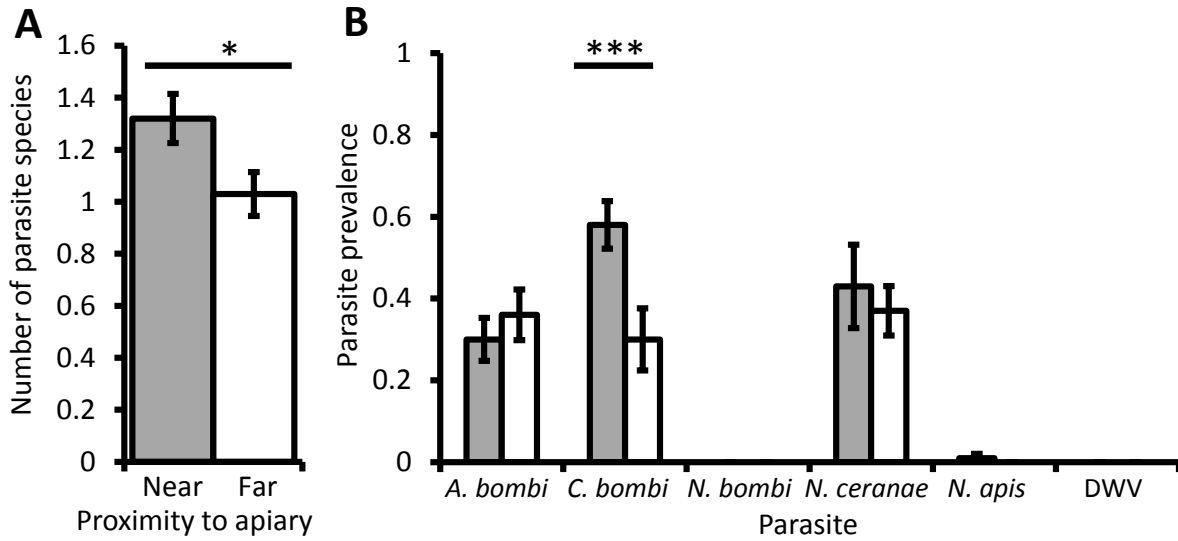 A
Number of parasite species
1.6
1.4
1.2
1
0.8
0.6
0.4
0.2
0
*
Near Far
Proximity to apiary
B
Parasite prevalence
1
0.8
0.6
0.4
0.2
0
***
A. bombi C. bombi N. bombi N. ceranae N. apis DWV
Parasite